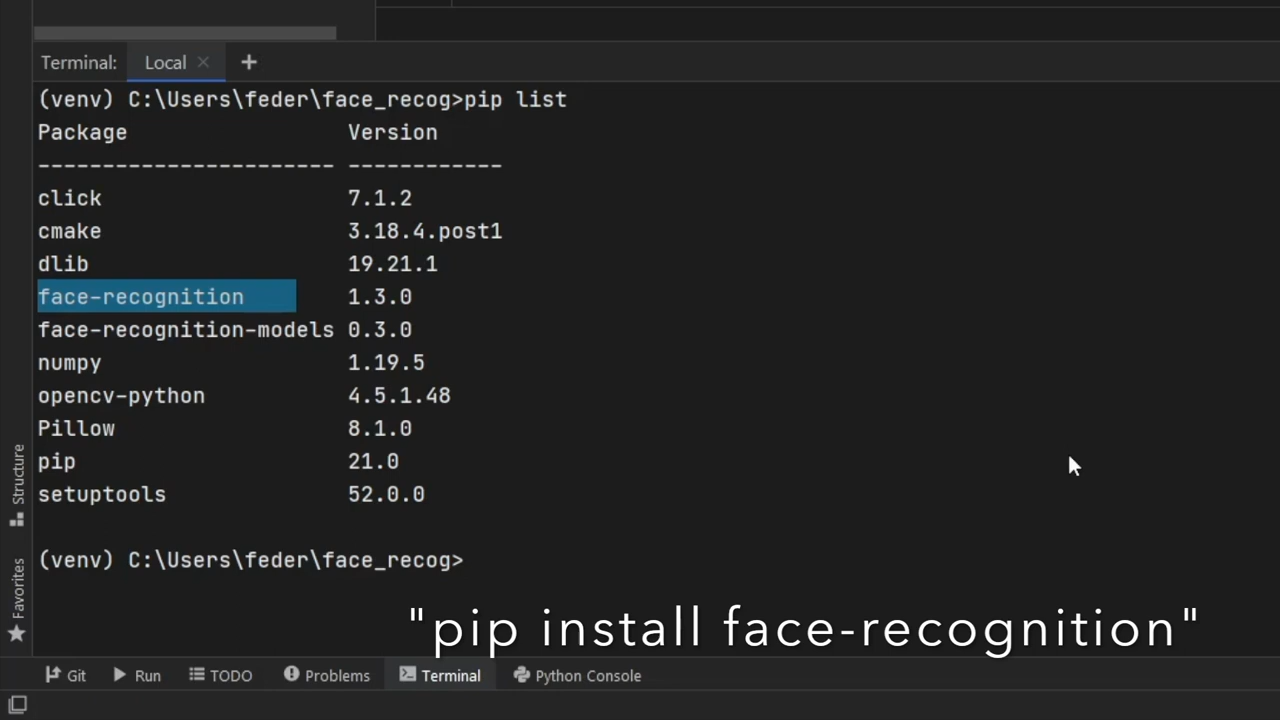 Terminal: Local × +
(venv) C:\Users\feder\face_recog>pip list
Package Version
----------------------- ------------
click 7.1.2
cmake 3.18.4.post1
dlib 19.21.1
face-recognition 1.3.0
face-recognition-models 0.3.0
numpy 1.19.5
opencv-python 4.5.1.48
Pillow 8.1.0
pip 21.0
setuptools 52.0.0
(venv) C:\Users\feder\face_recog>
Structure
Favorites
"pip install face-recognition"
Git Run TODO Problems Terminal Python Console